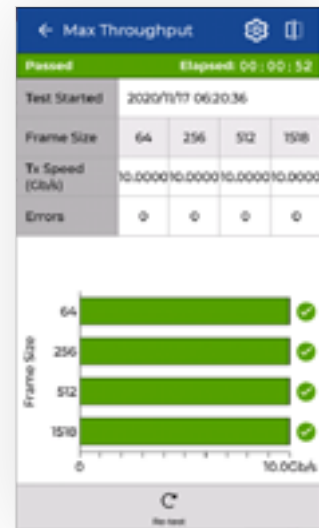 Max Throughput
Passed Elapsed: 00 : 00 : 52
Test Started 2020/11/17 06:20:36
Frame Size 64 256 512 1518
Tx Speed (Gb/s) 10.0000 10.0000 10.0000 10.0000
Errors 0 0 0 0
Frame Size
64
256
512
1518
0 10.0Gb/s
Re-test